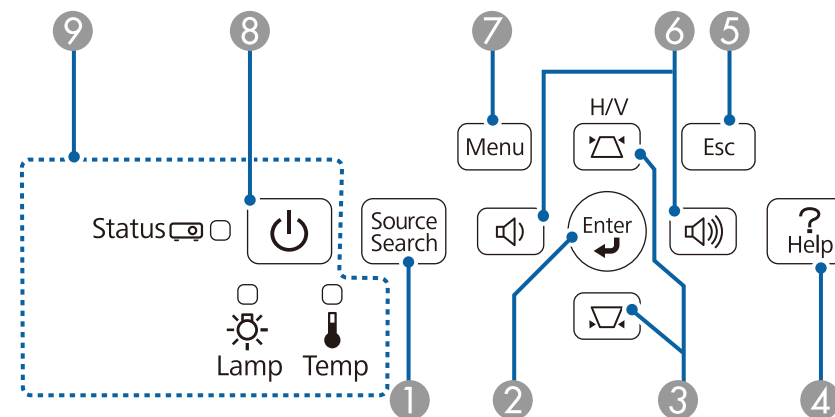 9 8 7 6 5
H/V
Menu
Esc
Status
Source
Search
Enter
?
Help
Lamp Temp
1 2 3 4